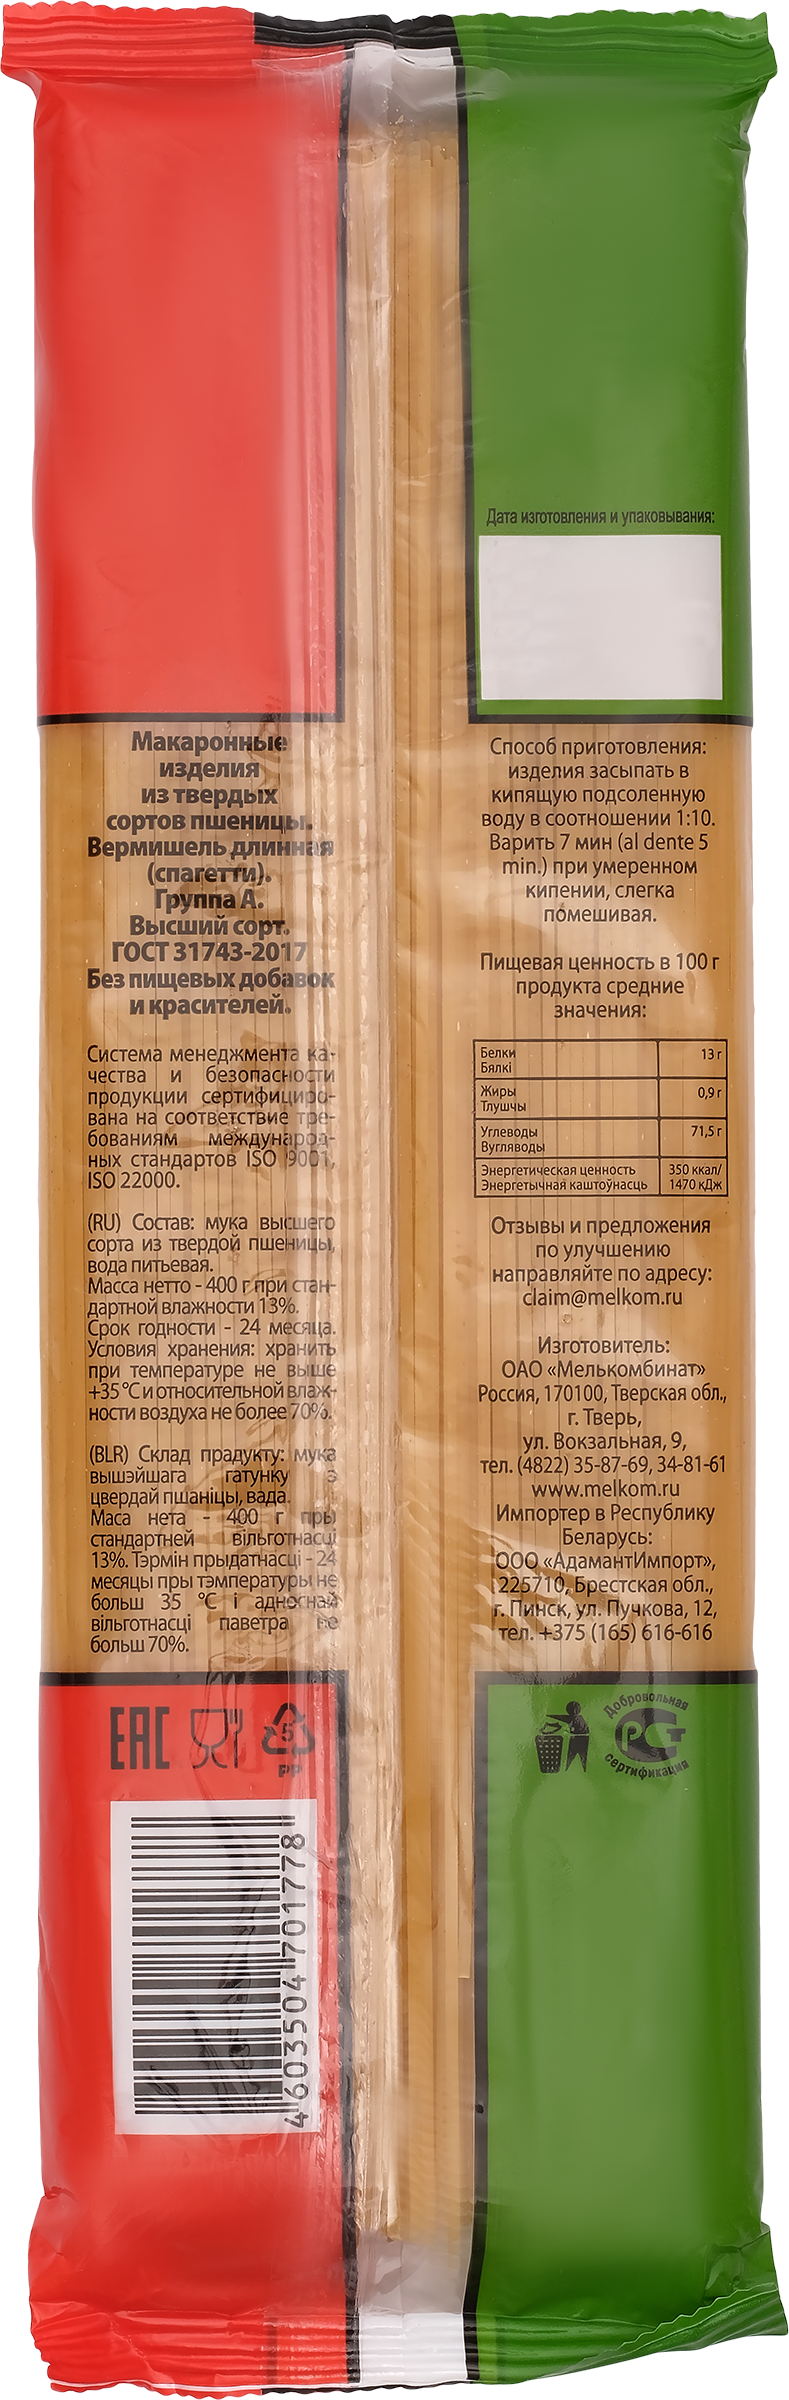 Макаронные
изделия
из твердых
сортов пшеницы.
Вермишель длинная
(спагетти).
Группа А.
Высший сорт.
ГОСТ 31743-2017
Без пищевых добавок
и красителей.
Система менеджмента ка-
чества и безопасности
продукции сертифициро-
вана на соответствие тре-
бованиям международ-
ных стандартов ISO 9001,
ISO 22000.
(RU) Состав: мука высшего
сорта из твердой пшеницы,
вода питьевая.
Масса нетто - 400 г при стан-
дартной влажности 13%.
Срок годности - 24 месяца.
Условия хранения: хранить
при температуре не выше
+35 °С и относительной влаж-
ности воздуха не более 70%.
(BLR) Склад прадукту: мука
вышэйшага гатунку з
цвердай пшаніцы, вада.
Маса нета - 400 г пры
стандартней вільготнасці
13%. Тэрмін прыдатнасці - 24
месяцы пры тэмпературы не
больш 35 °С і адноснай
вільготнасці паветра не
больш 70%.
EAC
5
PP
4603504701778
Дата изготовления и упаковывания:
Способ приготовления:
изделия засыпать в
кипящую подсоленную
воду в соотношении 1:10.
Варить 7 мин (al dente 5
min.) при умеренном
кипении, слегка
помешивая.
Пищевая ценность в 100 г
продукта средние
значения:
Белки 13 г
Бялкі
Жиры 0,9 г
Тлушчы
Углеводы 71,5 г
Вугляводы
Энергетическая ценность 350 ккал/
Энергетычная каштоўнасць 1470 кДж
Отзывы и предложения
по улучшению
направляйте по адресу:
claim@melkom.ru
Изготовитель:
ОАО «Мелькомбинат»
Россия, 170100, Тверская обл.,
г. Тверь,
ул. Вокзальная, 9,
тел. (4822) 35-87-69, 34-81-61
www.melkom.ru
Импортер в Республику
Беларусь:
ООО «АдамантИмпорт»,
225710, Брестская обл.,
г. Пинск, ул. Пучкова, 12,
тел. +375 (165) 616-616
Добровольная
РСТ
сертификация